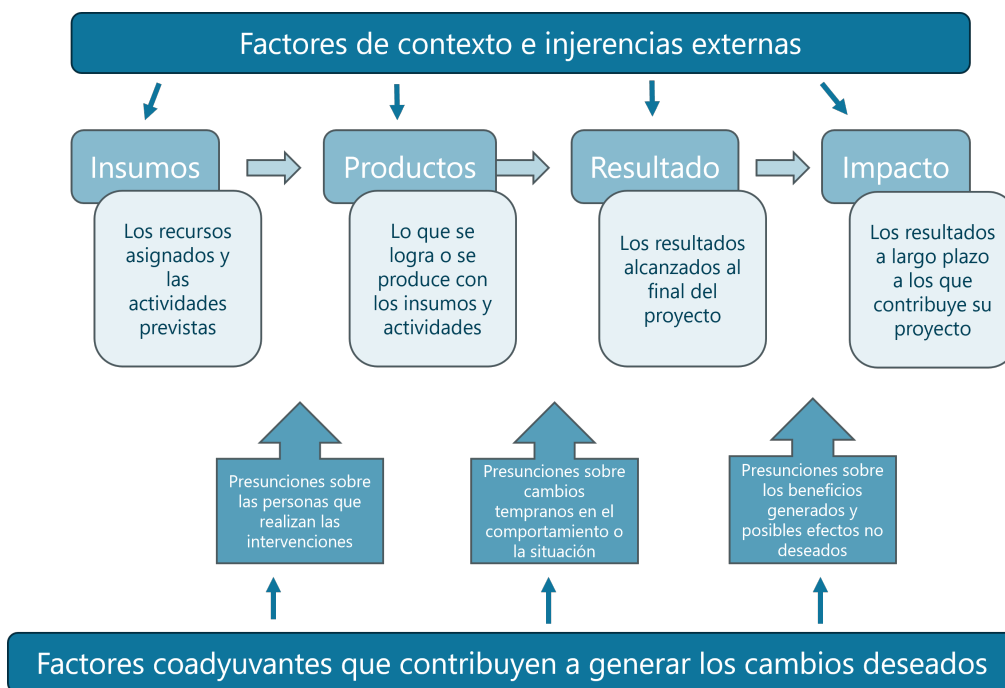 Factores de contexto e injerencias externas
Insumos
Los recursos
asignados y
las
actividades
previstas
Productos
Lo que se
logra o se
produce con
los insumos y
actividades
Resultado
Los resultados
alcanzados al
final del
proyecto
Impacto
Los resultados
a largo plazo
a los que
contribuye su
proyecto
Presunciones sobre
las personas que
realizan las
intervenciones
Presunciones sobre
cambios
tempranos en el
comportamiento o
la situación
Presunciones sobre
los beneficios
generados y
posibles efectos no
deseados
Factores coadyuvantes que contribuyen a generar los cambios deseados